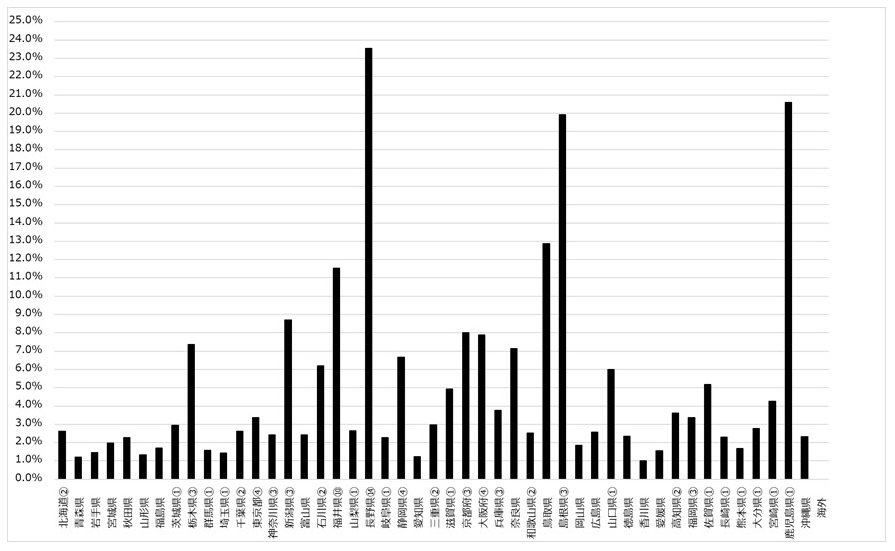 25.0%
24.0%
23.0%
22.0%
21.0%
20.0%
19.0%
18.0%
17.0%
16.0%
15.0%
14.0%
13.0%
12.0%
11.0%
10.0%
9.0%
8.0%
7.0%
6.0%
5.0%
4.0%
3.0%
2.0%
1.0%
0.0%
北海道②
青森県
岩手県
宮城県
秋田県
山形県
福島県
茨城県①
栃木県③
群馬県①
埼玉県①
千葉県②
東京都④
神奈川県③
新潟県③
富山県
石川県②
福井県⑩
山梨県①
長野県⑭
岐阜県①
静岡県④
愛知県
三重県②
滋賀県①
京都府③
大阪府④
兵庫県③
奈良県
和歌山県②
鳥取県
島根県③
岡山県
広島県
山口県①
徳島県
香川県
愛媛県
高知県②
福岡県③
佐賀県①
長崎県①
熊本県①
大分県①
宮崎県①
鹿児島県①
沖縄県
海外